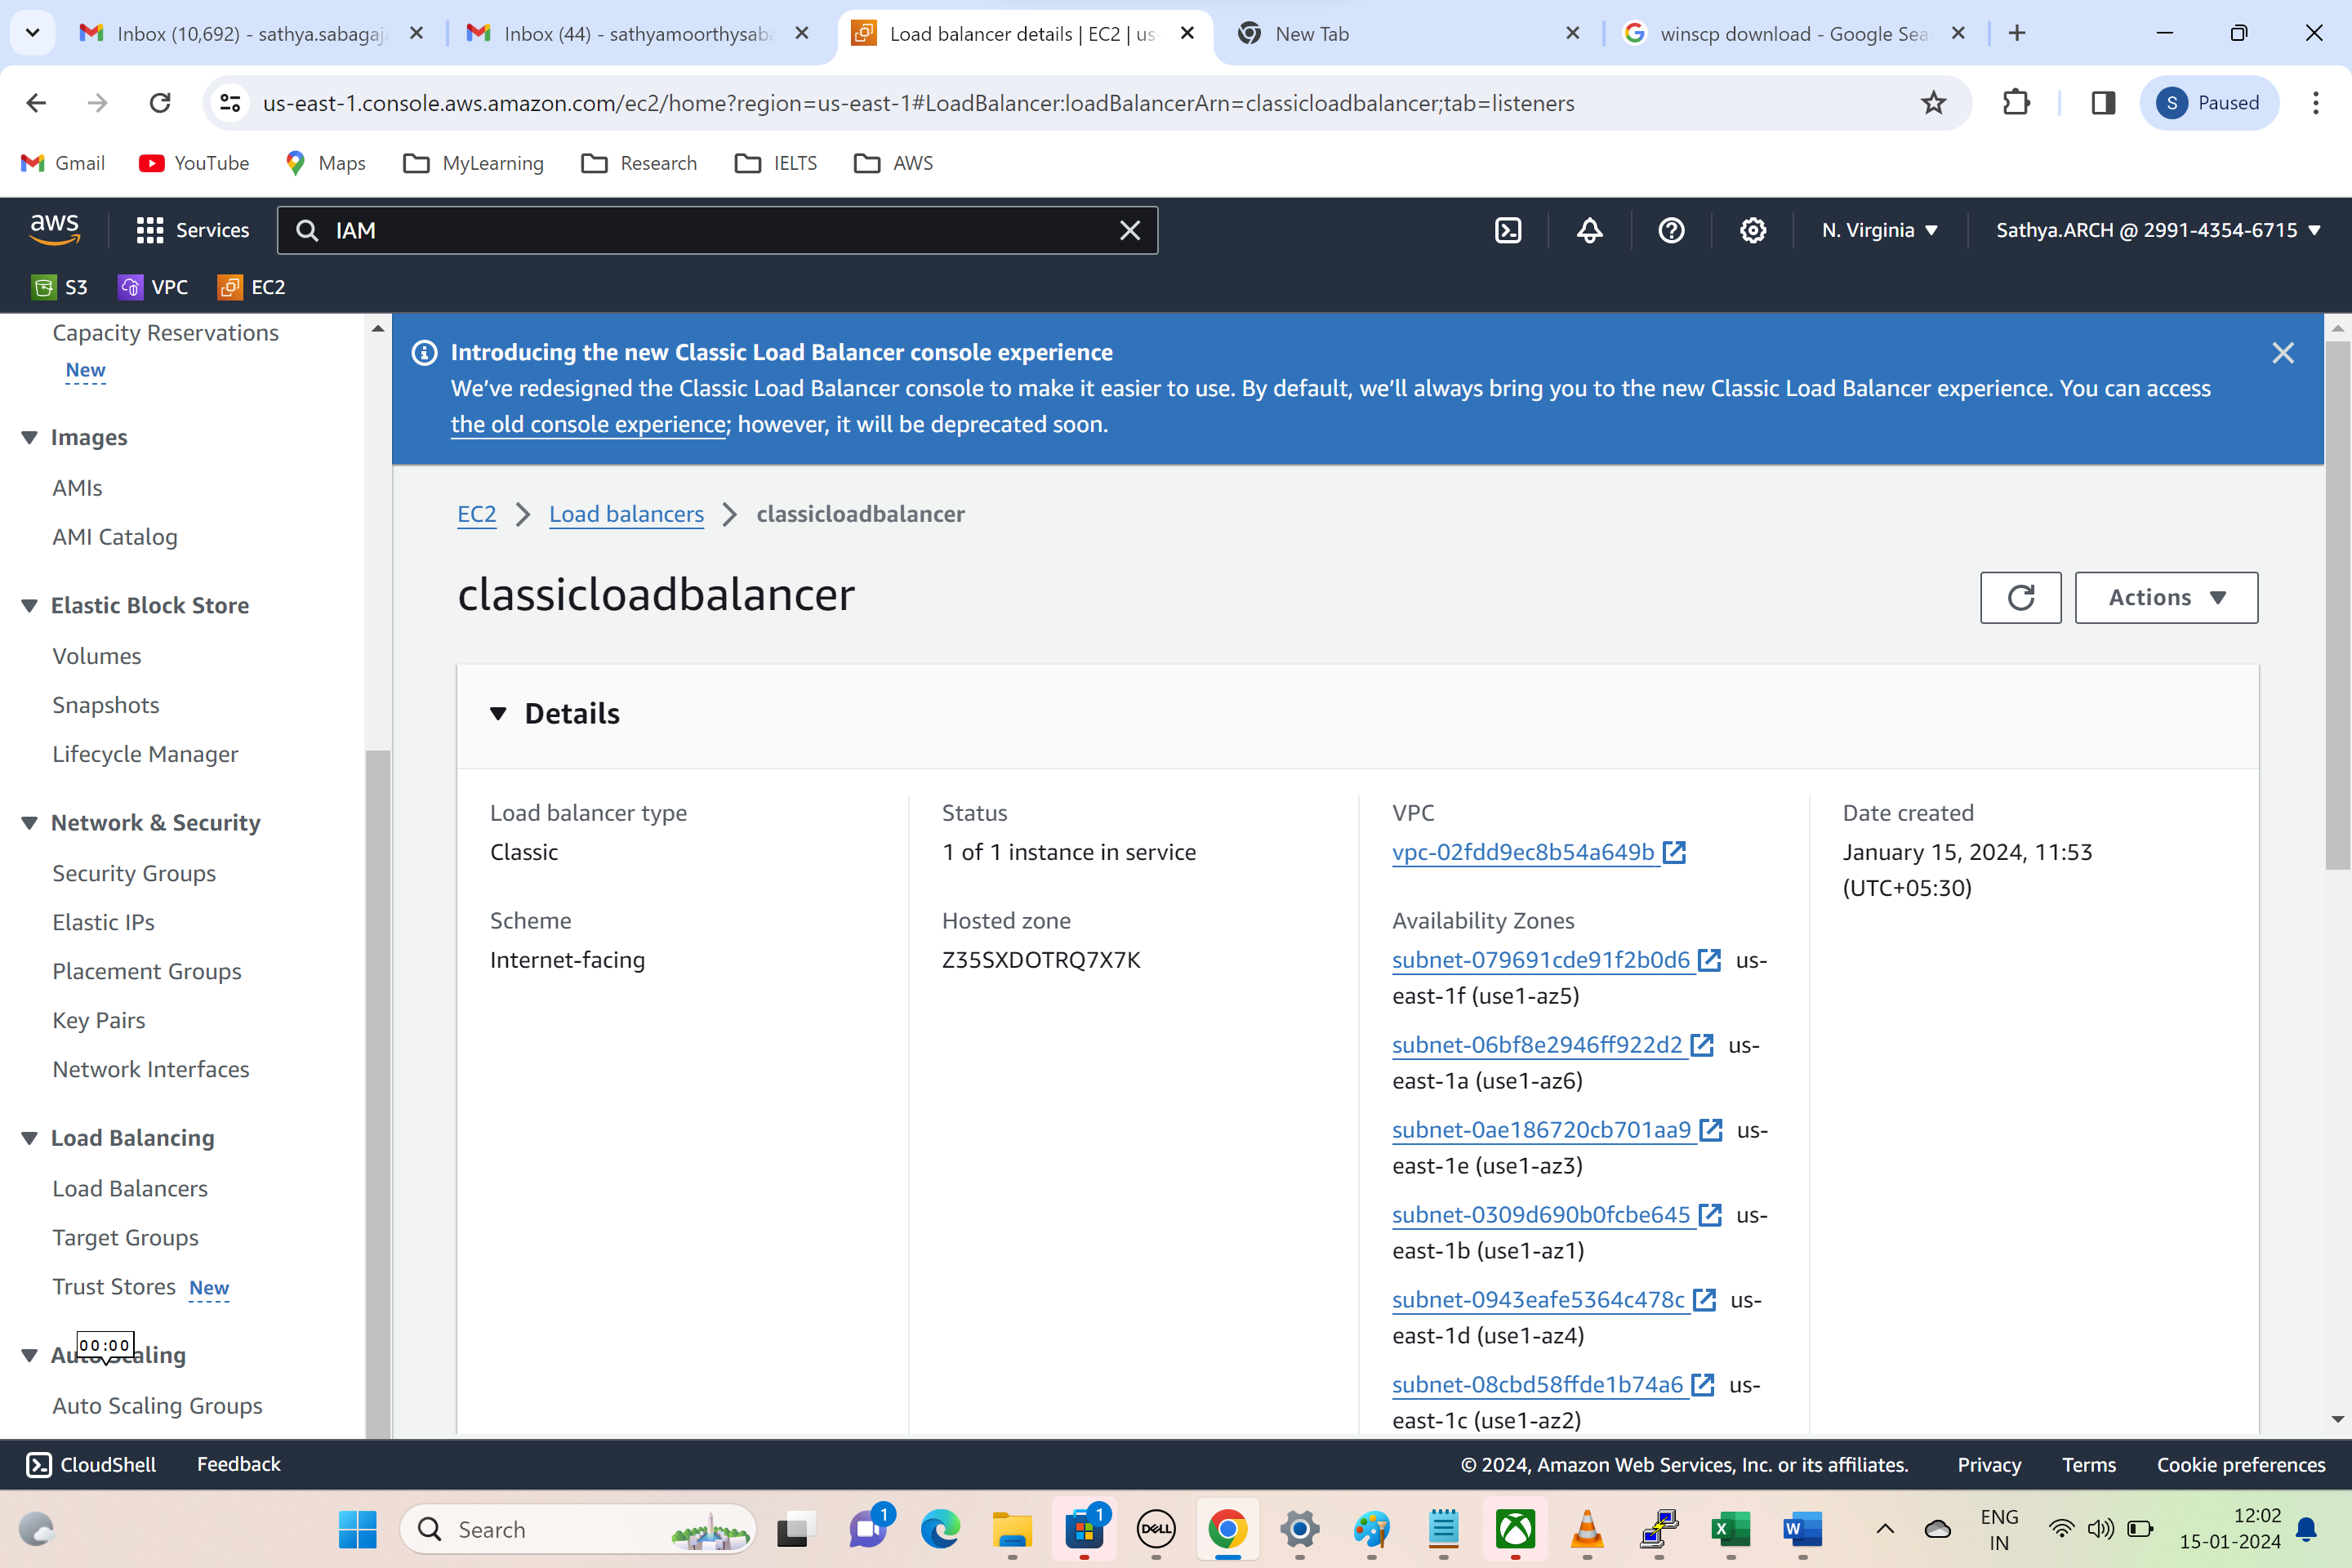 Inbox (10,692) - sathya.sabagaja
Inbox (44) - sathyamoorthysaba
Load balancer details | EC2 | us
New Tab
winscp download - Google Sea
us-east-1.console.aws.amazon.com/ec2/home?region=us-east-1#LoadBalancer:loadBalancerArn=classicloadbalancer;tab=listeners
S Paused
Gmail YouTube Maps MyLearning Research IELTS AWS
aws Services IAM N. Virginia Sathya.ARCH @ 2991-4354-6715
S3 VPC EC2
Capacity Reservations
New
Images
AMIs
AMI Catalog
Elastic Block Store
Volumes
Snapshots
Lifecycle Manager
Network & Security
Security Groups
Elastic IPs
Placement Groups
Key Pairs
Network Interfaces
Load Balancing
Load Balancers
Target Groups
Trust Stores New
00:00
Auto Scaling
Auto Scaling Groups
Introducing the new Classic Load Balancer console experience
We've redesigned the Classic Load Balancer console to make it easier to use. By default, we'll always bring you to the new Classic Load Balancer experience. You can access
the old console experience; however, it will be deprecated soon.
EC2 Load balancers classicloadbalancer
classicloadbalancer
Actions
Details
Load balancer type
Classic
Scheme
Internet-facing
Status
1 of 1 instance in service
Hosted zone
Z35SXDOTRQ7X7K
VPC
vpc-02fdd9ec8b54a649b
Availability Zones
subnet-079691cde91f2b0d6 us-
east-1f (use1-az5)
subnet-06bf8e2946ff922d2 us-
east-1a (use1-az6)
subnet-0ae186720cb701aa9 us-
east-1e (use1-az3)
subnet-0309d690b0fcbe645 us-
east-1b (use1-az1)
subnet-0943eafe5364c478c us-
east-1d (use1-az4)
subnet-08cbd58ffde1b74a6 us-
east-1c (use1-az2)
Date created
January 15, 2024, 11:53
(UTC+05:30)
CloudShell Feedback © 2024, Amazon Web Services, Inc. or its affiliates. Privacy Terms Cookie preferences
Search
1
1
DELL
X
W
ENG
IN
12:02
15-01-2024